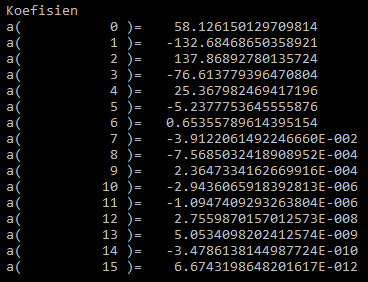 Koefisien
a(           0 )=    58.126150129709814
a(           1 )=   -132.68468650358921
a(           2 )=    137.86892780135724
a(           3 )=   -76.613779396470804
a(           4 )=    25.367982469417196
a(           5 )=   -5.2377753645555876
a(           6 )=   0.65355789614395154
a(           7 )=   -3.9122061492246660E-002
a(           8 )=   -7.5685032418908952E-004
a(           9 )=    2.3647334162669916E-004
a(          10 )=   -2.9436065918392813E-006
a(          11 )=   -1.0947409293263804E-006
a(          12 )=    2.7559870157012573E-008
a(          13 )=    5.0534098202412574E-009
a(          14 )=   -3.4786138144987724E-010
a(          15 )=    6.6743198648201617E-012